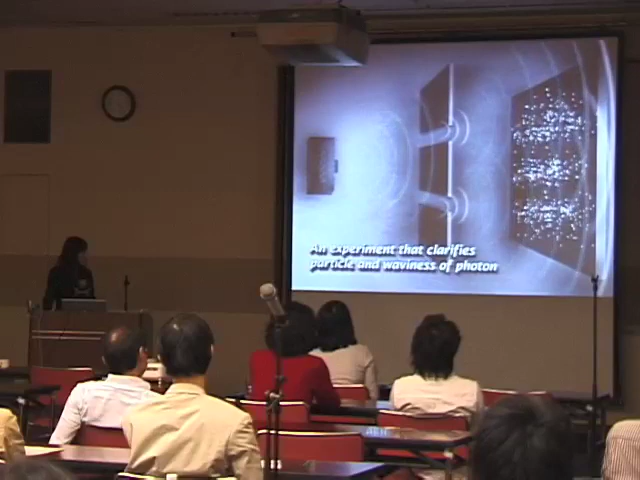 An experiment that clarifies
particle and waviness of photon